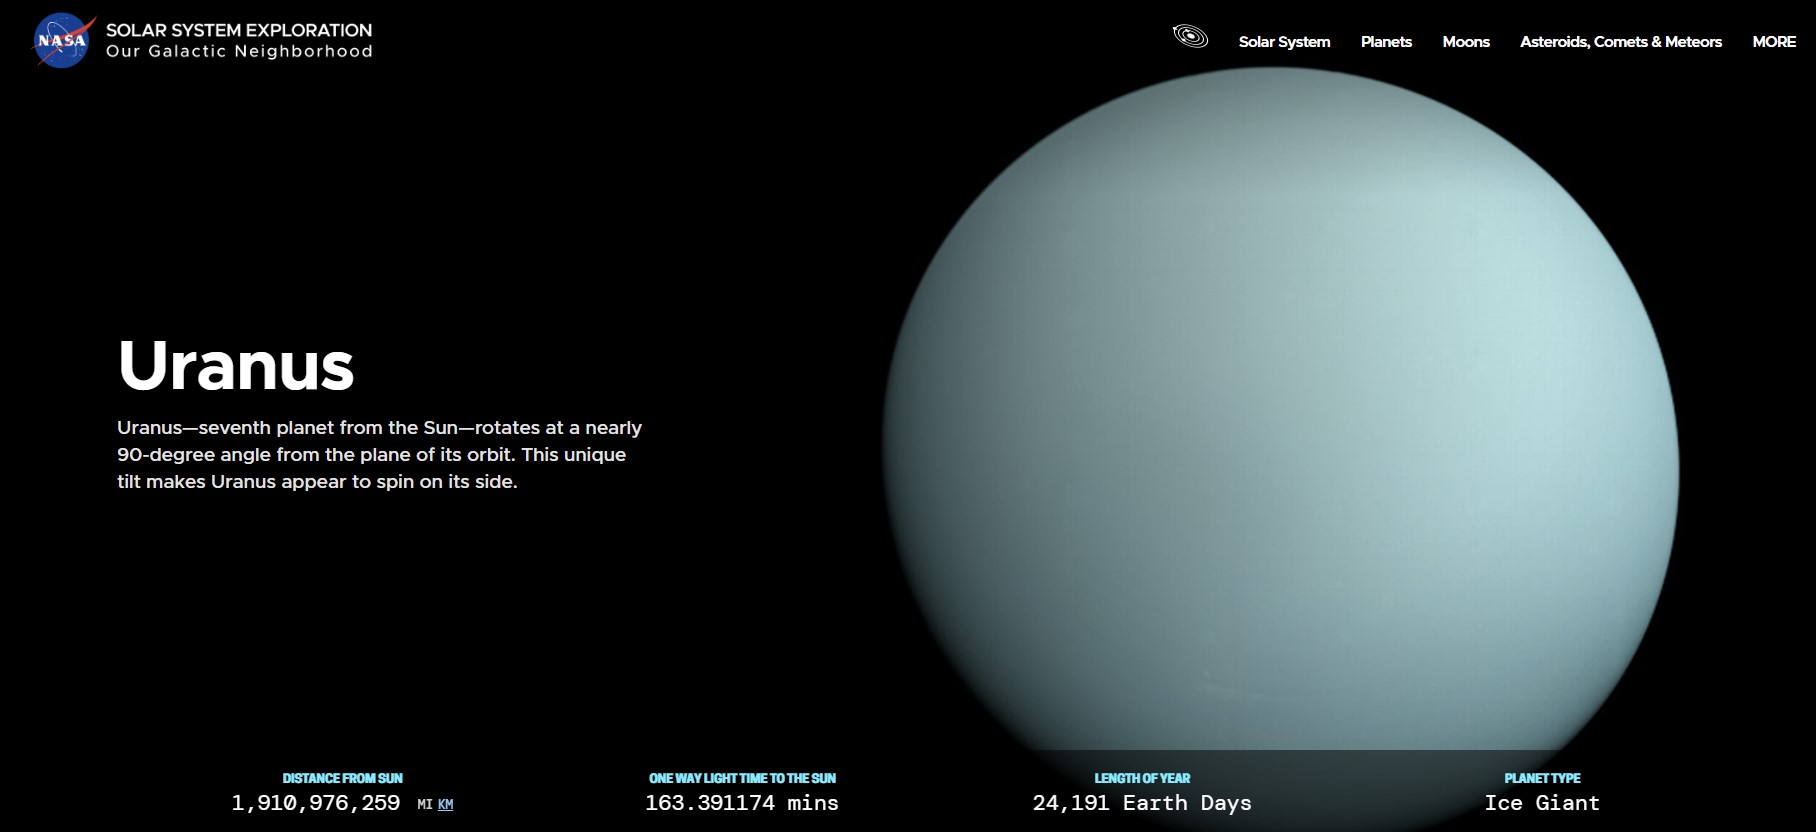 NASA
SOLAR SYSTEM EXPLORATION
Our Galactic Neighborhood
Solar System
Planets
Moons
Asteroids, Comets & Meteors
MORE
Uranus
Uranus—seventh planet from the Sun—rotates at a nearly
90-degree angle from the plane of its orbit. This unique
tilt makes Uranus appear to spin on its side.
DISTANCE FROM SUN
1,910,976,259 MI KM
ONE WAY LIGHT TIME TO THE SUN
163.391174 mins
LENGTH OF YEAR
24,191 Earth Days
PLANET TYPE
Ice Giant